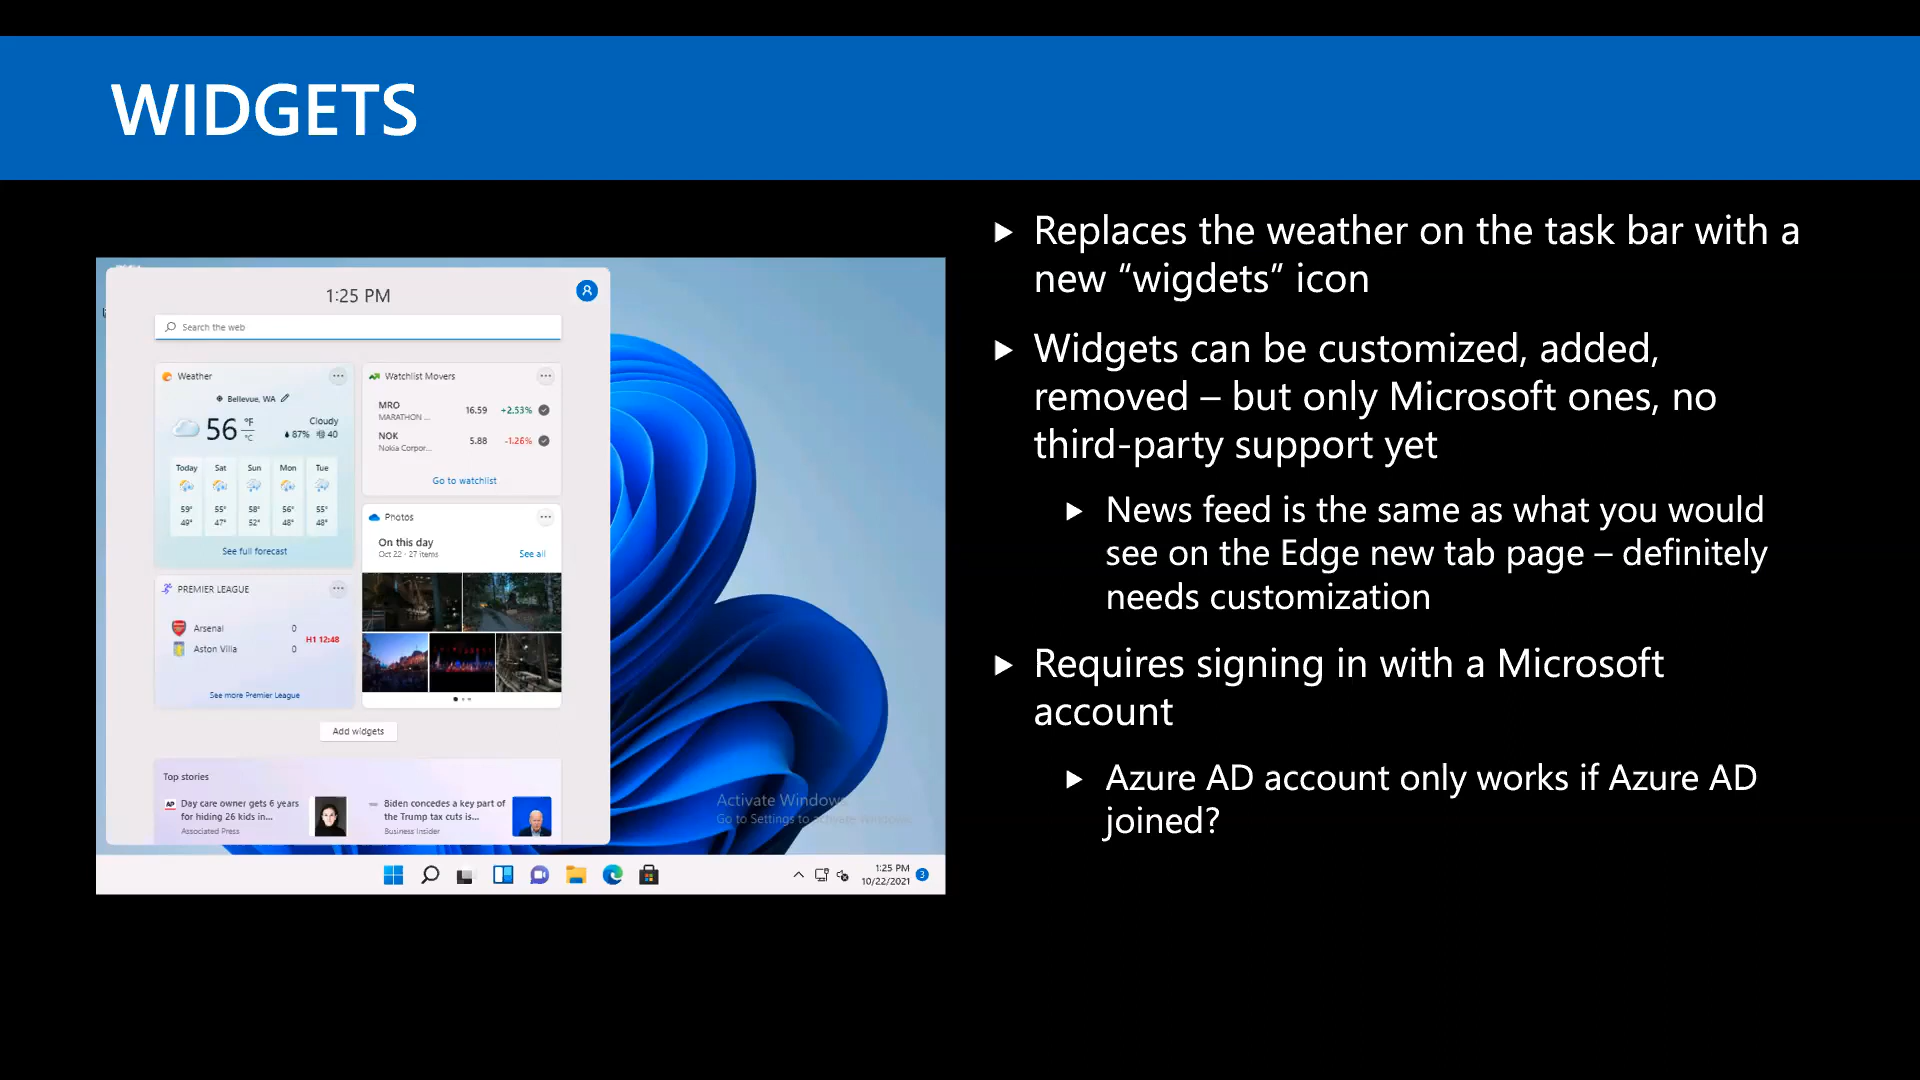 WIDGETS
1:25 PM
Search the web
Weather
Bellevue, WA
56 °F °C
Cloudy
87% 40
Today Sat Sun Mon Tue
59° 55° 58° 56° 55°
49° 47° 52° 48° 48°
See full forecast
Watchlist Movers
MRO
MARATHON ...
16.59 +2.53%
NOK
Nokia Corpor...
5.88 -1.26%
Go to watchlist
Photos
On this day
Oct 22 · 27 items
See all
PREMIER LEAGUE
Arsenal 0
Aston Villa 0
H1 12:48
See more Premier League
Add widgets
Top stories
AP Day care owner gets 6 years
for hiding 26 kids in...
Associated Press
Biden concedes a key part of
the Trump tax cuts is...
Business Insider
Activate Windows
Go to Settings to activate Windows.
1:25 PM
10/22/2021
3
Replaces the weather on the task bar with a
new “wigdets” icon
Widgets can be customized, added,
removed – but only Microsoft ones, no
third-party support yet
News feed is the same as what you would
see on the Edge new tab page – definitely
needs customization
Requires signing in with a Microsoft
account
Azure AD account only works if Azure AD
joined?